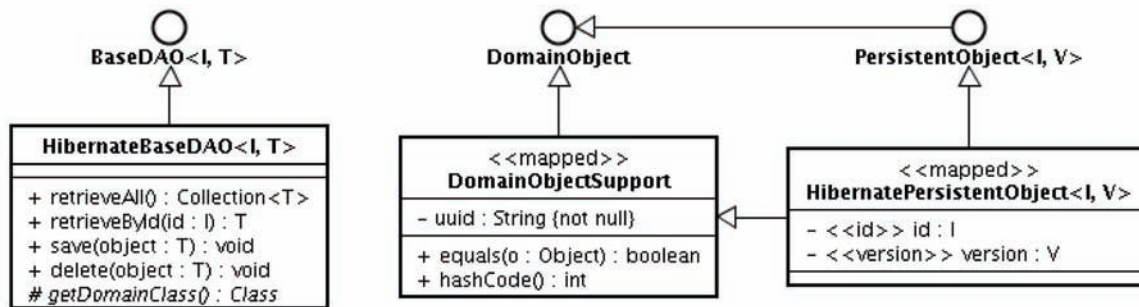 BaseDAO<I, T>
DomainObject
PersistentObject<I, V>
HibernateBaseDAO<I, T>
+ retrieveAll() : Collection<T>
+ retrieveById(id : I) : T
+ save(object : T) : void
+ delete(object : T) : void
# getDomainClass() : Class
<<mapped>>
DomainObjectSupport
- uuid : String {not null}
+ equals(o : Object) : boolean
+ hashCode() : int
<<mapped>>
HibernatePersistentObject<I, V>
- <<id>> id : I
- <<version>> version : V